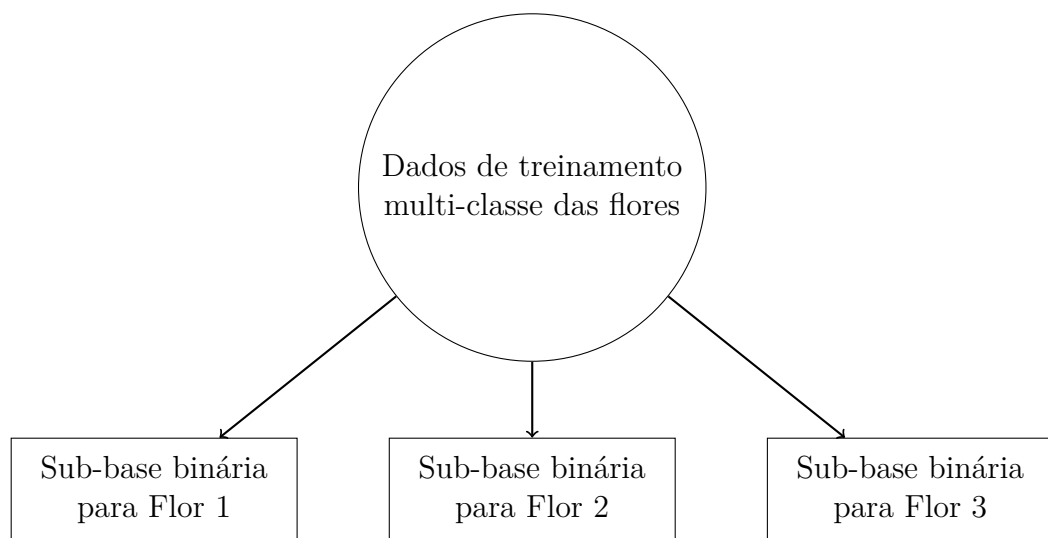 Dados de treinamento
multi-classe das flores
Sub-base binária
para Flor 1
Sub-base binária
para Flor 2
Sub-base binária
para Flor 3